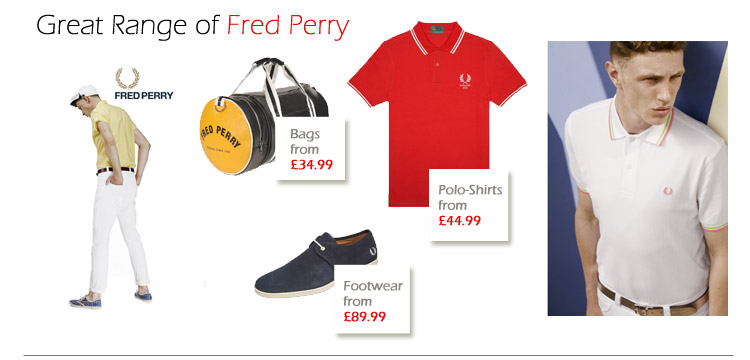 Great Range of Fred Perry
FRED PERRY
FRED PERRY
Bags
from
£34.99
Polo-Shirts
from
£44.99
Footwear
from
£89.99